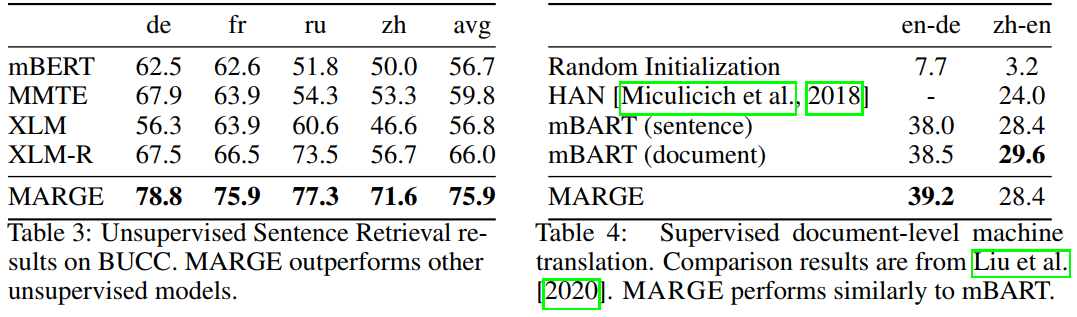 de fr ru zh avg
mBERT 62.5 62.6 51.8 50.0 56.7
MMTE 67.9 63.9 54.3 53.3 59.8
XLM 56.3 63.9 60.6 46.6 56.8
XLM-R 67.5 66.5 73.5 56.7 66.0
MARGE 78.8 75.9 77.3 71.6 75.9
Table 3: Unsupervised Sentence Retrieval re-
sults on BUCC. MARGE outperforms other
unsupervised models.
en-de zh-en
Random Initialization 7.7 3.2
HAN [Miculicich et al., 2018] - 24.0
mBART (sentence) 38.0 28.4
mBART (document) 38.5 29.6
MARGE 39.2 28.4
Table 4: Supervised document-level machine
translation. Comparison results are from Liu et al.
[2020]. MARGE performs similarly to mBART.